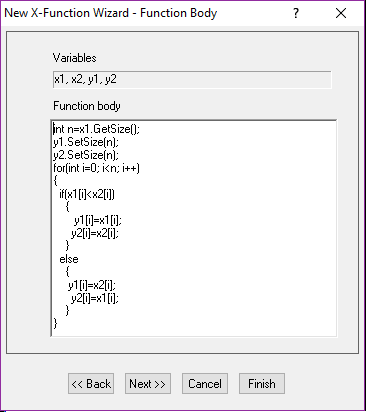 New X-Function Wizard - Function Body
?
Variables
x1, x2, y1, y2
Function body
int n=x1.GetSize();
y1.SetSize(n);
y2.SetSize(n);
for(int i=0; i<n; i++)
{
if(x1[i]<x2[i])
{
y1[i]=x1[i];
y2[i]=x2[i];
}
else
{
y1[i]=x2[i];
y2[i]=x1[i];
}
}
<< Back
Next >>
Cancel
Finish